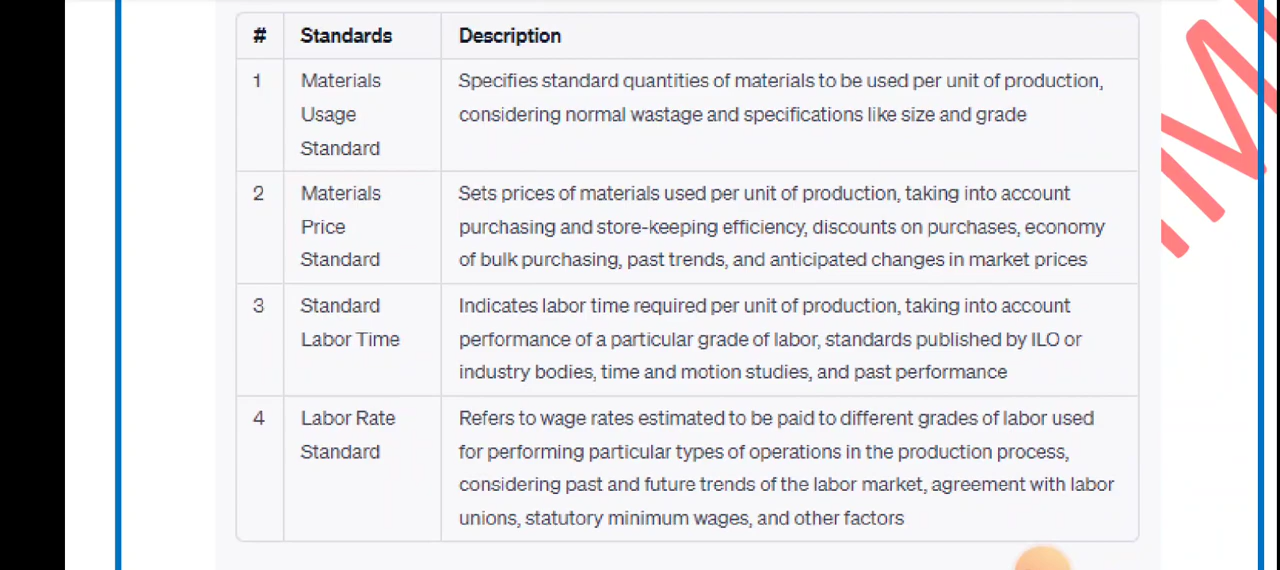 # Standards Description
1 Materials Specifies standard quantities of materials to be used per unit of production,
Usage considering normal wastage and specifications like size and grade
Standard
2 Materials Sets prices of materials used per unit of production, taking into account
Price purchasing and store-keeping efficiency, discounts on purchases, economy
Standard of bulk purchasing, past trends, and anticipated changes in market prices
3 Standard Indicates labor time required per unit of production, taking into account
Labor Time performance of a particular grade of labor, standards published by ILO or
industry bodies, time and motion studies, and past performance
4 Labor Rate Refers to wage rates estimated to be paid to different grades of labor used
Standard for performing particular types of operations in the production process,
considering past and future trends of the labor market, agreement with labor
unions, statutory minimum wages, and other factors